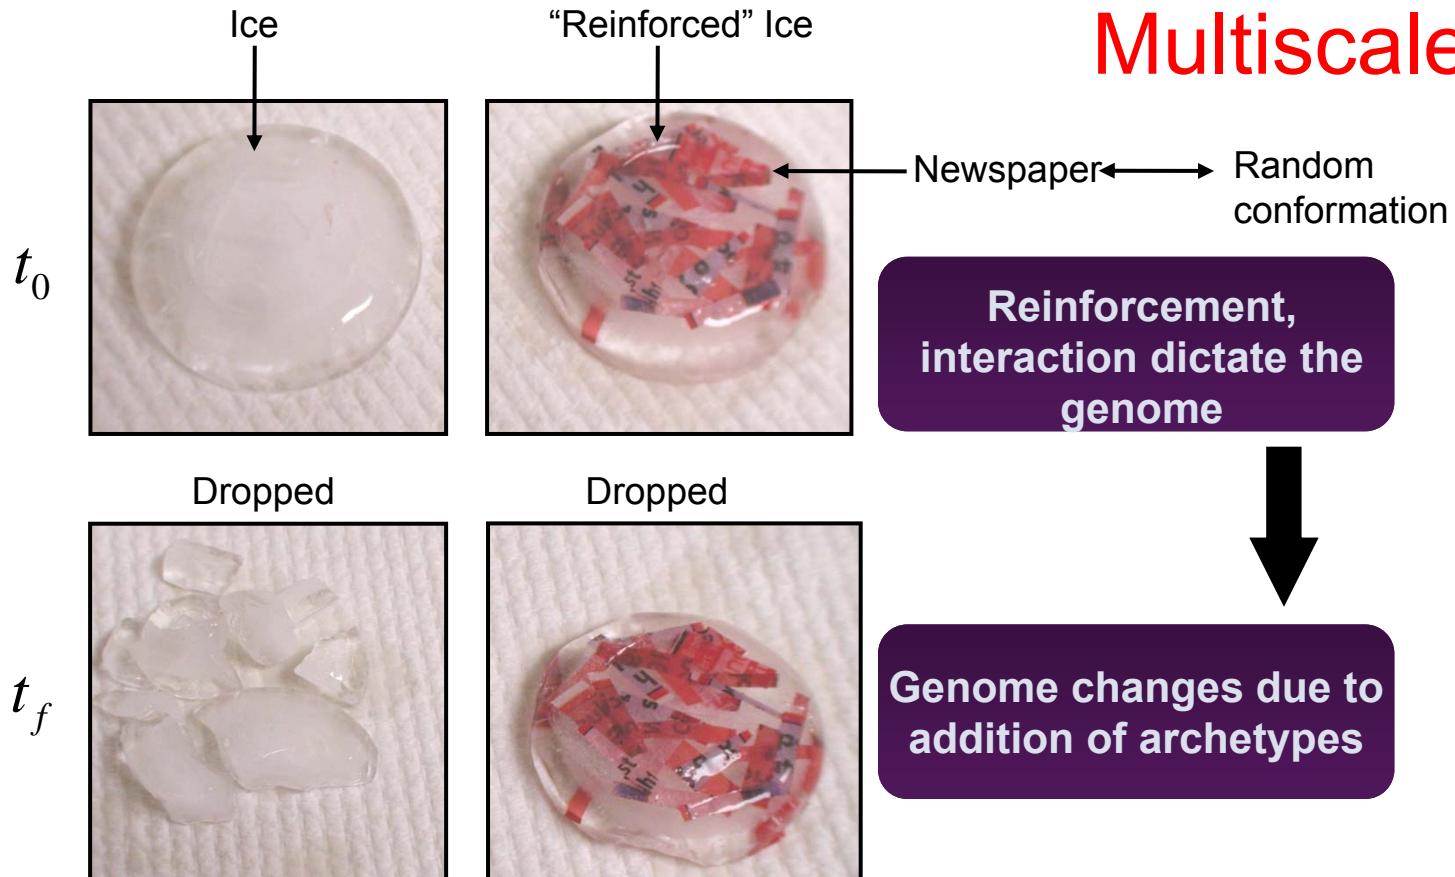 Ice
“Reinforced” Ice
Multiscale
Newspaper
Random
conformation
t0
Reinforcement,
interaction dictate the
genome
Dropped
Dropped
tf
Genome changes due to
addition of archetypes